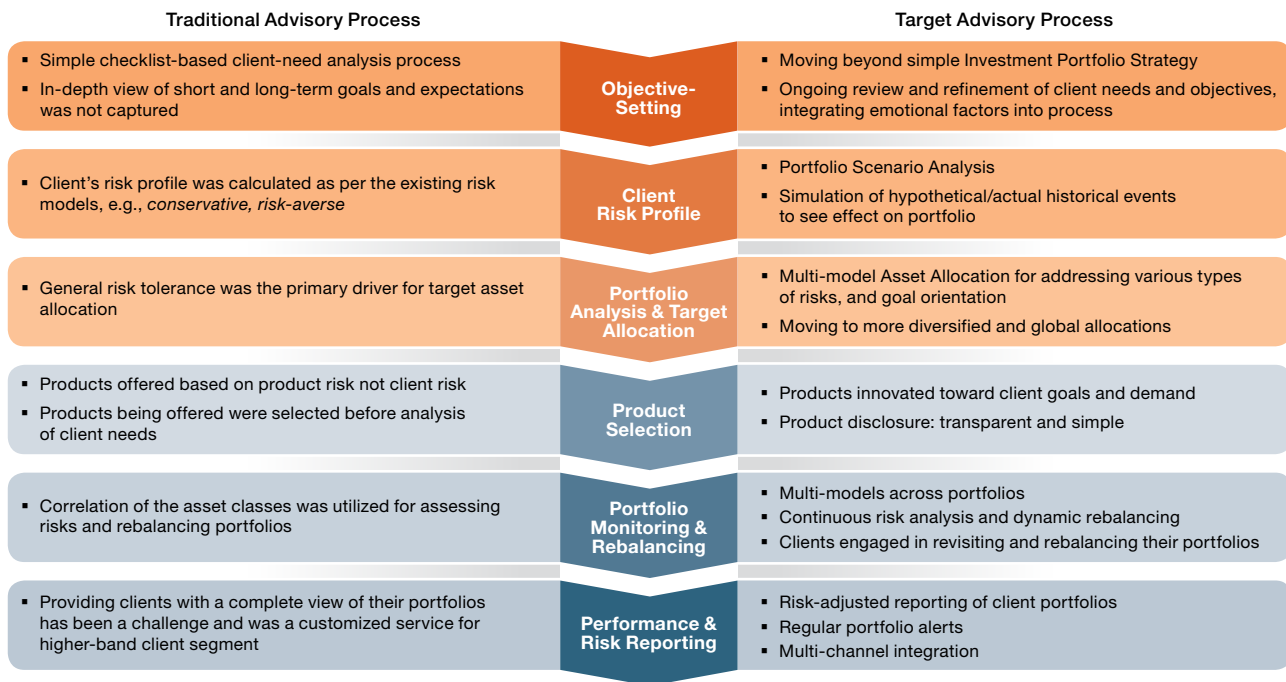 Traditional Advisory Process
Target Advisory Process
▪ Simple checklist-based client-need analysis process
▪ In-depth view of short and long-term goals and expectations
was not captured
Objective-
Setting
▪ Moving beyond simple Investment Portfolio Strategy
▪ Ongoing review and refinement of client needs and objectives,
integrating emotional factors into process
▪ Client's risk profile was calculated as per the existing risk
models, e.g., conservative, risk-averse
Client
Risk Profile
▪ Portfolio Scenario Analysis
▪ Simulation of hypothetical/actual historical events
to see effect on portfolio
▪ General risk tolerance was the primary driver for target asset
allocation
Portfolio
Analysis & Target
Allocation
▪ Multi-model Asset Allocation for addressing various types
of risks, and goal orientation
▪ Moving to more diversified and global allocations
▪ Products offered based on product risk not client risk
▪ Products being offered were selected before analysis
of client needs
Product
Selection
▪ Products innovated toward client goals and demand
▪ Product disclosure: transparent and simple
▪ Correlation of the asset classes was utilized for assessing
risks and rebalancing portfolios
Portfolio
Monitoring &
Rebalancing
▪ Multi-models across portfolios
▪ Continuous risk analysis and dynamic rebalancing
▪ Clients engaged in revisiting and rebalancing their portfolios
▪ Providing clients with a complete view of their portfolios
has been a challenge and was a customized service for
higher-band client segment
Performance &
Risk Reporting
▪ Risk-adjusted reporting of client portfolios
▪ Regular portfolio alerts
▪ Multi-channel integration